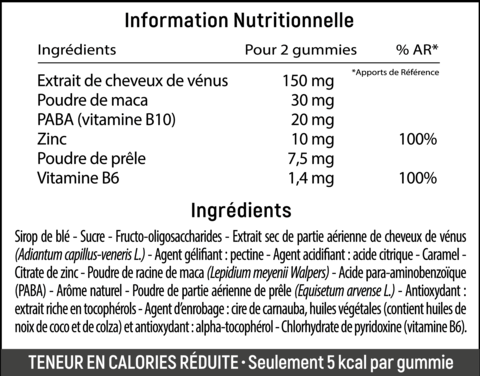 Information Nutritionnelle
Ingrédients Pour 2 gummies % AR*
*Apports de Référence
Extrait de cheveux de vénus 150 mg
Poudre de maca 30 mg
PABA (vitamine B10) 20 mg
Zinc 10 mg 100%
Poudre de prêle 7,5 mg
Vitamine B6 1,4 mg 100%
Ingrédients
Sirop de blé - Sucre - Fructo-oligosaccharides - Extrait sec de partie aérienne de cheveux de vénus
(Adiantum capillus-veneris L.) - Agent gélifiant : pectine - Agent acidifiant : acide citrique - Caramel -
Citrate de zinc - Poudre de racine de maca (Lepidium meyenii Walpers) - Acide para-aminobenzoïque
(PABA) - Arôme naturel - Poudre de partie aérienne de prêle (Equisetum arvense L.) - Antioxydant :
extrait riche en tocophérols - Agent d'enrobage : cire de carnauba, huiles végétales (contient huiles de
noix de coco et de colza) et antioxydant : alpha-tocophérol - Chlorhydrate de pyridoxine (vitamine B6).
TENEUR EN CALORIES RÉDUITE · Seulement 5 kcal par gummie